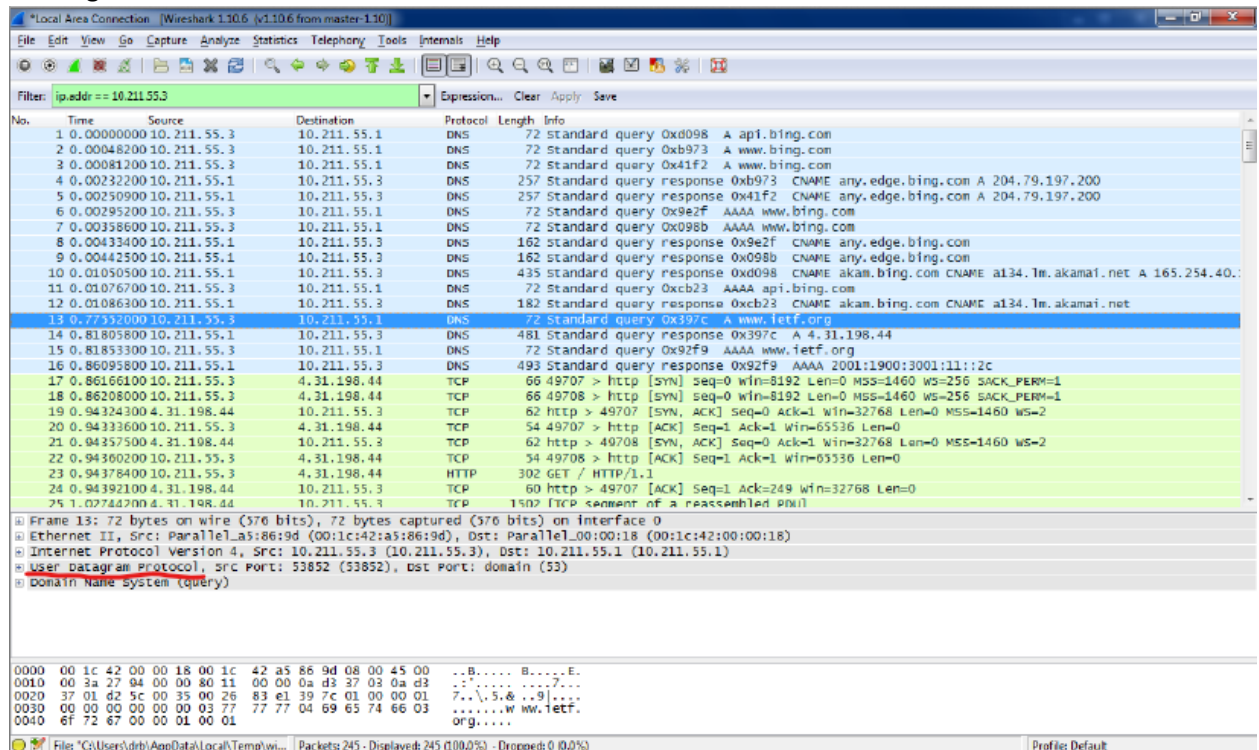 *Local Area Connection [Wireshark 1.10.6 (v1.10.6 from master-1.10)]
File Edit View Go Capture Analyze Statistics Telephony Tools Internals Help
Filter: ip.addr == 10.211.55.3 Expression... Clear Apply Save
No. Time Source Destination Protocol Length Info
1 0.00000000 10.211.55.3 10.211.55.1 DNS 72 Standard query 0xd098 A api.bing.com
2 0.00048200 10.211.55.3 10.211.55.1 DNS 72 Standard query 0xb973 A www.bing.com
3 0.00081200 10.211.55.3 10.211.55.1 DNS 72 Standard query 0x41f2 A www.bing.com
4 0.00232200 10.211.55.1 10.211.55.3 DNS 257 Standard query response 0xb973 CNAME any.edge.bing.com A 204.79.197.200
5 0.00250900 10.211.55.1 10.211.55.3 DNS 257 Standard query response 0x41f2 CNAME any.edge.bing.com A 204.79.197.200
6 0.00295200 10.211.55.3 10.211.55.1 DNS 72 Standard query 0x9e2f AAAA www.bing.com
7 0.00358600 10.211.55.3 10.211.55.1 DNS 72 Standard query 0x098b AAAA www.bing.com
8 0.00433400 10.211.55.1 10.211.55.3 DNS 162 Standard query response 0x9e2f CNAME any.edge.bing.com
9 0.00442500 10.211.55.1 10.211.55.3 DNS 162 Standard query response 0x098b CNAME any.edge.bing.com
10 0.01050500 10.211.55.1 10.211.55.3 DNS 435 Standard query response 0xd098 CNAME akam.bing.com CNAME a134.lm.akamai.net A 165.254.40.
11 0.01076700 10.211.55.3 10.211.55.1 DNS 72 Standard query 0xcb23 AAAA api.bing.com
12 0.01086300 10.211.55.1 10.211.55.3 DNS 182 Standard query response 0xcb23 CNAME akam.bing.com CNAME a134.lm.akamai.net
13 0.77552000 10.211.55.3 10.211.55.1 DNS 72 Standard query 0x397c A www.ietf.org
14 0.81805800 10.211.55.1 10.211.55.3 DNS 481 Standard query response 0x397c A 4.31.198.44
15 0.81853300 10.211.55.3 10.211.55.1 DNS 72 Standard query 0x92f9 AAAA www.ietf.org
16 0.86095800 10.211.55.1 10.211.55.3 DNS 493 Standard query response 0x92f9 AAAA 2001:1900:3001:11::2c
17 0.86166100 10.211.55.3 4.31.198.44 TCP 66 49707 > http [SYN] Seq=0 Win=8192 Len=0 MSS=1460 WS=256 SACK_PERM=1
18 0.86208000 10.211.55.3 4.31.198.44 TCP 66 49708 > http [SYN] Seq=0 Win=8192 Len=0 MSS=1460 WS=256 SACK_PERM=1
19 0.94324300 4.31.198.44 10.211.55.3 TCP 62 http > 49707 [SYN, ACK] Seq=0 Ack=1 Win=32768 Len=0 MSS=1460 WS=2
20 0.94333600 10.211.55.3 4.31.198.44 TCP 54 49707 > http [ACK] Seq=1 Ack=1 Win=65536 Len=0
21 0.94357500 4.31.198.44 10.211.55.3 TCP 62 http > 49708 [SYN, ACK] Seq=0 Ack=1 Win=32768 Len=0 MSS=1460 WS=2
22 0.94360200 10.211.55.3 4.31.198.44 TCP 54 49708 > http [ACK] Seq=1 Ack=1 Win=65536 Len=0
23 0.94378400 10.211.55.3 4.31.198.44 HTTP 302 GET / HTTP/1.1
24 0.94392100 4.31.198.44 10.211.55.3 TCP 60 http > 49707 [ACK] Seq=1 Ack=249 Win=32768 Len=0
25 1.02744200 4.31.198.44 10.211.55.3 TCP 1502 [TCP segment of a reassembled PDU]
Frame 13: 72 bytes on wire (576 bits), 72 bytes captured (576 bits) on interface 0
Ethernet II, Src: Parallel_a5:86:9d (00:1c:42:a5:86:9d), Dst: Parallel_00:00:18 (00:1c:42:00:00:18)
Internet Protocol Version 4, Src: 10.211.55.3 (10.211.55.3), Dst: 10.211.55.1 (10.211.55.1)
User Datagram Protocol, Src Port: 53852 (53852), Dst Port: domain (53)
Domain Name System (query)
0000 00 1c 42 00 00 18 00 1c 42 a5 86 9d 08 00 45 00 ..B..... B.....E.
0010 00 3a 27 94 00 00 80 11 00 00 0a d3 37 03 0a d3 .:'..... ....7...
0020 37 01 d2 5c 00 35 00 26 83 e1 39 7c 01 00 00 01 7..\.5.& ..9|....
0030 00 00 00 00 00 00 03 77 77 77 04 69 65 74 66 03 .......w ww.ietf.
0040 6f 72 67 00 00 01 00 01 org.....
File: "C:\Users\drb\AppData\Local\Temp\wi... Packets: 245 - Displayed: 245 (100.0%) - Dropped: 0 (0.0%) Profile: Default